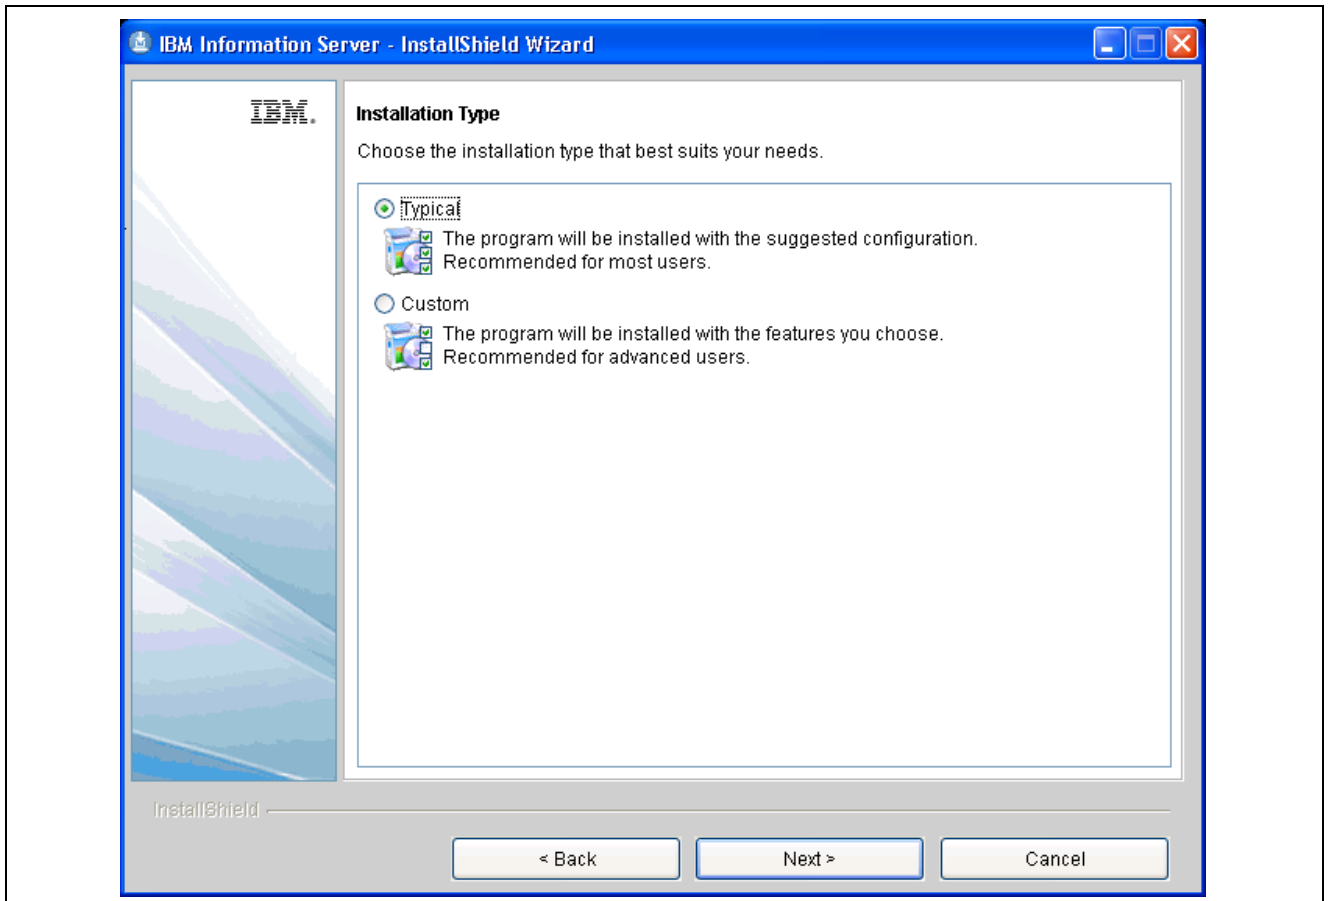 IBM Information Server - InstallShield Wizard
IBM.
Installation Type
Choose the installation type that best suits your needs.
Typical
The program will be installed with the suggested configuration.
Recommended for most users.
Custom
The program will be installed with the features you choose.
Recommended for advanced users.
InstallShield
< Back
Next >
Cancel